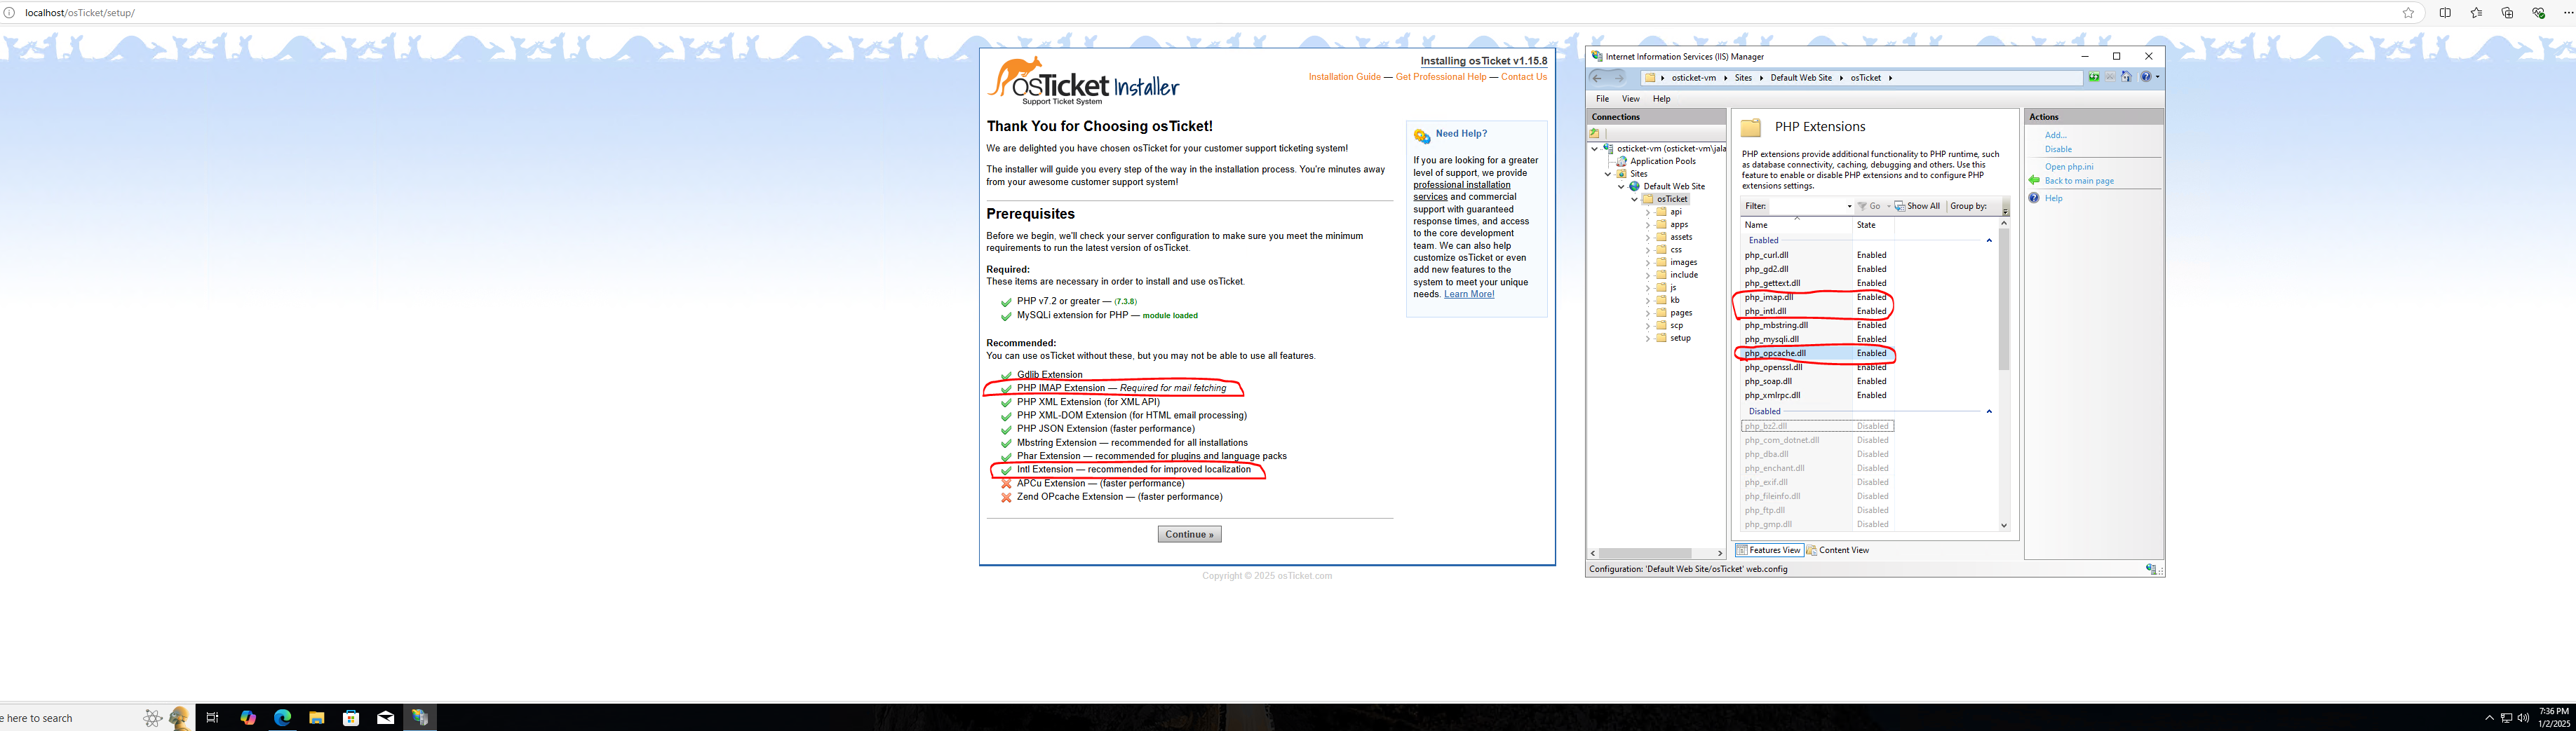 localhost/osTicket/setup/
osTicket Installer
Support Ticket System
Installing osTicket v1.15.8
Installation Guide — Get Professional Help — Contact Us
Thank You for Choosing osTicket!
We are delighted you have chosen osTicket for your customer support ticketing system!
The installer will guide you every step of the way in the installation process. You're minutes away
from your awesome customer support system!
Prerequisites
Before we begin, we'll check your server configuration to make sure you meet the minimum
requirements to run the latest version of osTicket.
Required:
These items are necessary in order to install and use osTicket.
PHP v7.2 or greater — (7.3.8)
MySQLi extension for PHP — module loaded
Recommended:
You can use osTicket without these, but you may not be able to use all features.
Gdlib Extension
PHP IMAP Extension — Required for mail fetching
PHP XML Extension (for XML API)
PHP XML-DOM Extension (for HTML email processing)
PHP JSON Extension (faster performance)
Mbstring Extension — recommended for all installations
Phar Extension — recommended for plugins and language packs
Intl Extension — recommended for improved localization
APCu Extension — (faster performance)
Zend OPcache Extension — (faster performance)
Continue »
Need Help?
If you are looking for a greater
level of support, we provide
professional installation
services and commercial
support with guaranteed
response times, and access
to the core development
team. We can also help
customize osTicket or even
add new features to the
system to meet your unique
needs. Learn More!
Copyright © 2025 osTicket.com
Internet Information Services (IIS) Manager
osticket-vm
Sites
Default Web Site
osTicket
File View Help
Connections
osticket-vm (osticket-vm\jala
Application Pools
Sites
Default Web Site
osTicket
api
apps
assets
css
images
include
js
kb
pages
scp
setup
PHP Extensions
PHP extensions provide additional functionality to PHP runtime, such
as database connectivity, caching, debugging and others. Use this
feature to enable or disable PHP extensions and to configure PHP
extensions settings.
Filter: Go Show All Group by:
Name State
Enabled
php_curl.dll Enabled
php_gd2.dll Enabled
php_gettext.dll Enabled
php_imap.dll Enabled
php_intl.dll Enabled
php_mbstring.dll Enabled
php_mysqli.dll Enabled
php_opcache.dll Enabled
php_openssl.dll Enabled
php_soap.dll Enabled
php_xmlrpc.dll Enabled
Disabled
php_bz2.dll Disabled
php_com_dotnet.dll Disabled
php_dba.dll Disabled
php_enchant.dll Disabled
php_exif.dll Disabled
php_fileinfo.dll Disabled
php_ftp.dll Disabled
php_gmp.dll Disabled
Features View Content View
Actions
Add...
Disable
Open php.ini
Back to main page
Help
Configuration: 'Default Web Site/osTicket' web.config
e here to search
7:36 PM
1/2/2025